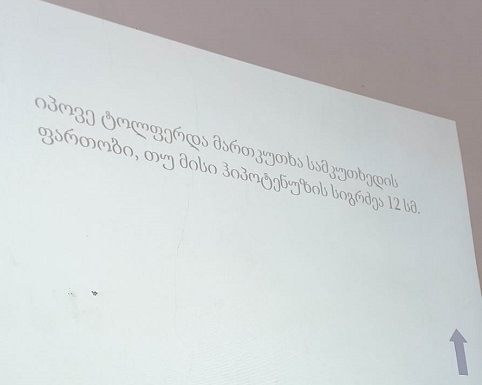 იპოვე ტოლფერდა მართკუთხა სამკუთხედის
ფართობი, თუ მისი ჰიპოტენუზის სიგრძეა 12 სმ.